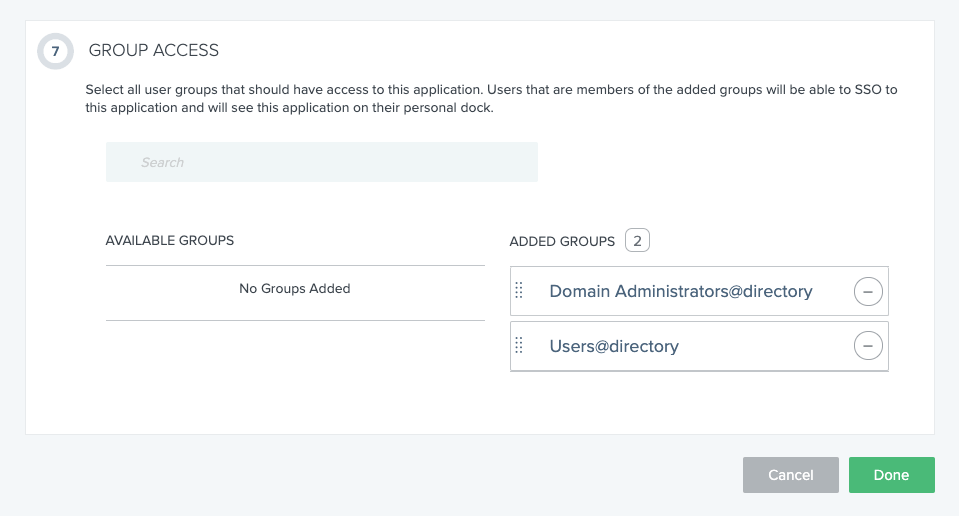 7
GROUP ACCESS
Select all user groups that should have access to this application. Users that are members of the added groups will be able to SSO to
this application and will see this application on their personal dock.
Search
AVAILABLE GROUPS
No Groups Added
ADDED GROUPS 2
Domain Administrators@directory
Users@directory
Cancel
Done